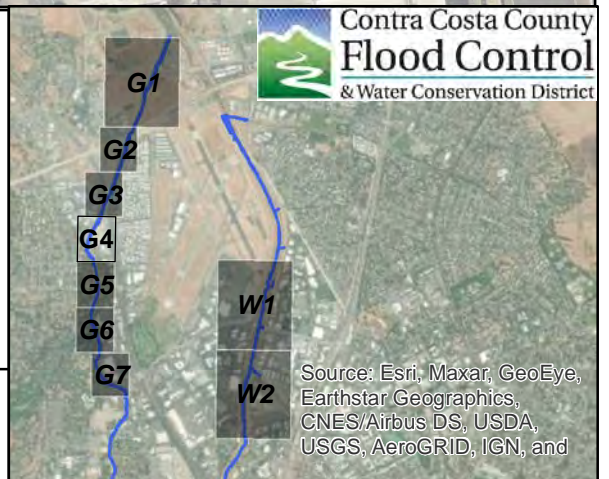 Contra Costa County
Flood Control
& Water Conservation District
G1
G2
G3
G4
G5
G6
G7
W1
W2
Source: Esri, Maxar, GeoEye,
Earthstar Geographics,
CNES/Airbus DS, USDA,
USGS, AeroGRID, IGN, and